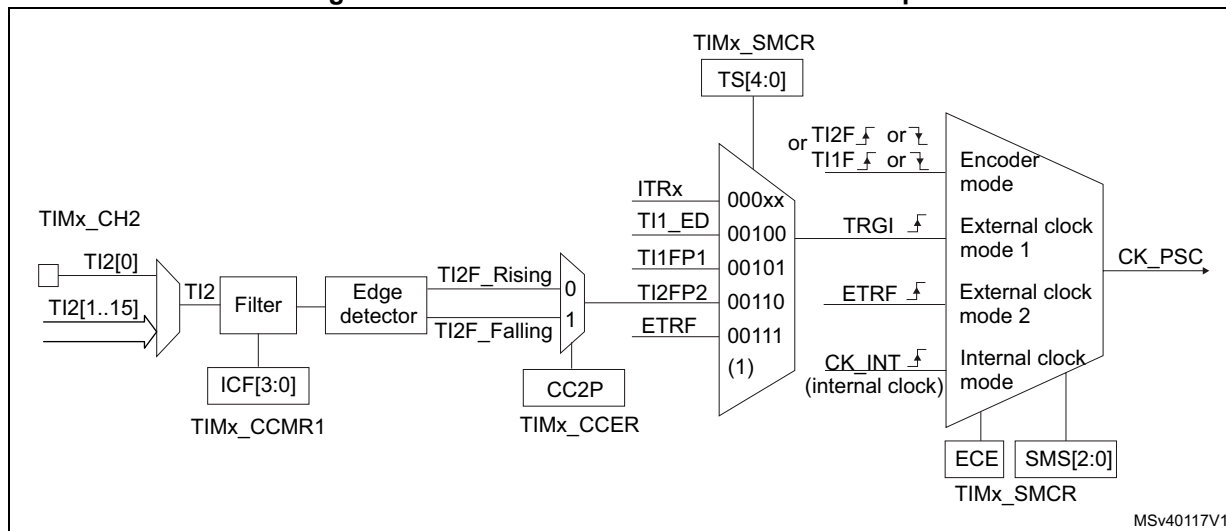 TIMx_SMCR
TS[4:0]
or TI2F or
TI1F or
Encoder
mode
ITRx
000xx
TIMx_CH2
TI1_ED
00100
TRGI
External clock
mode 1
CK_PSC
TI2[0]
TI2F_Rising
TI1FP1
00101
TI2
Filter
Edge
detector
0
TI2FP2
00110
ETRF
External clock
mode 2
TI2[1..15]
TI2F_Falling
1
ETRF
00111
(1)
CK_INT
(internal clock)
Internal clock
mode
ICF[3:0]
CC2P
TIMx_CCMR1
TIMx_CCER
ECE
SMS[2:0]
TIMx_SMCR
MSv40117V1